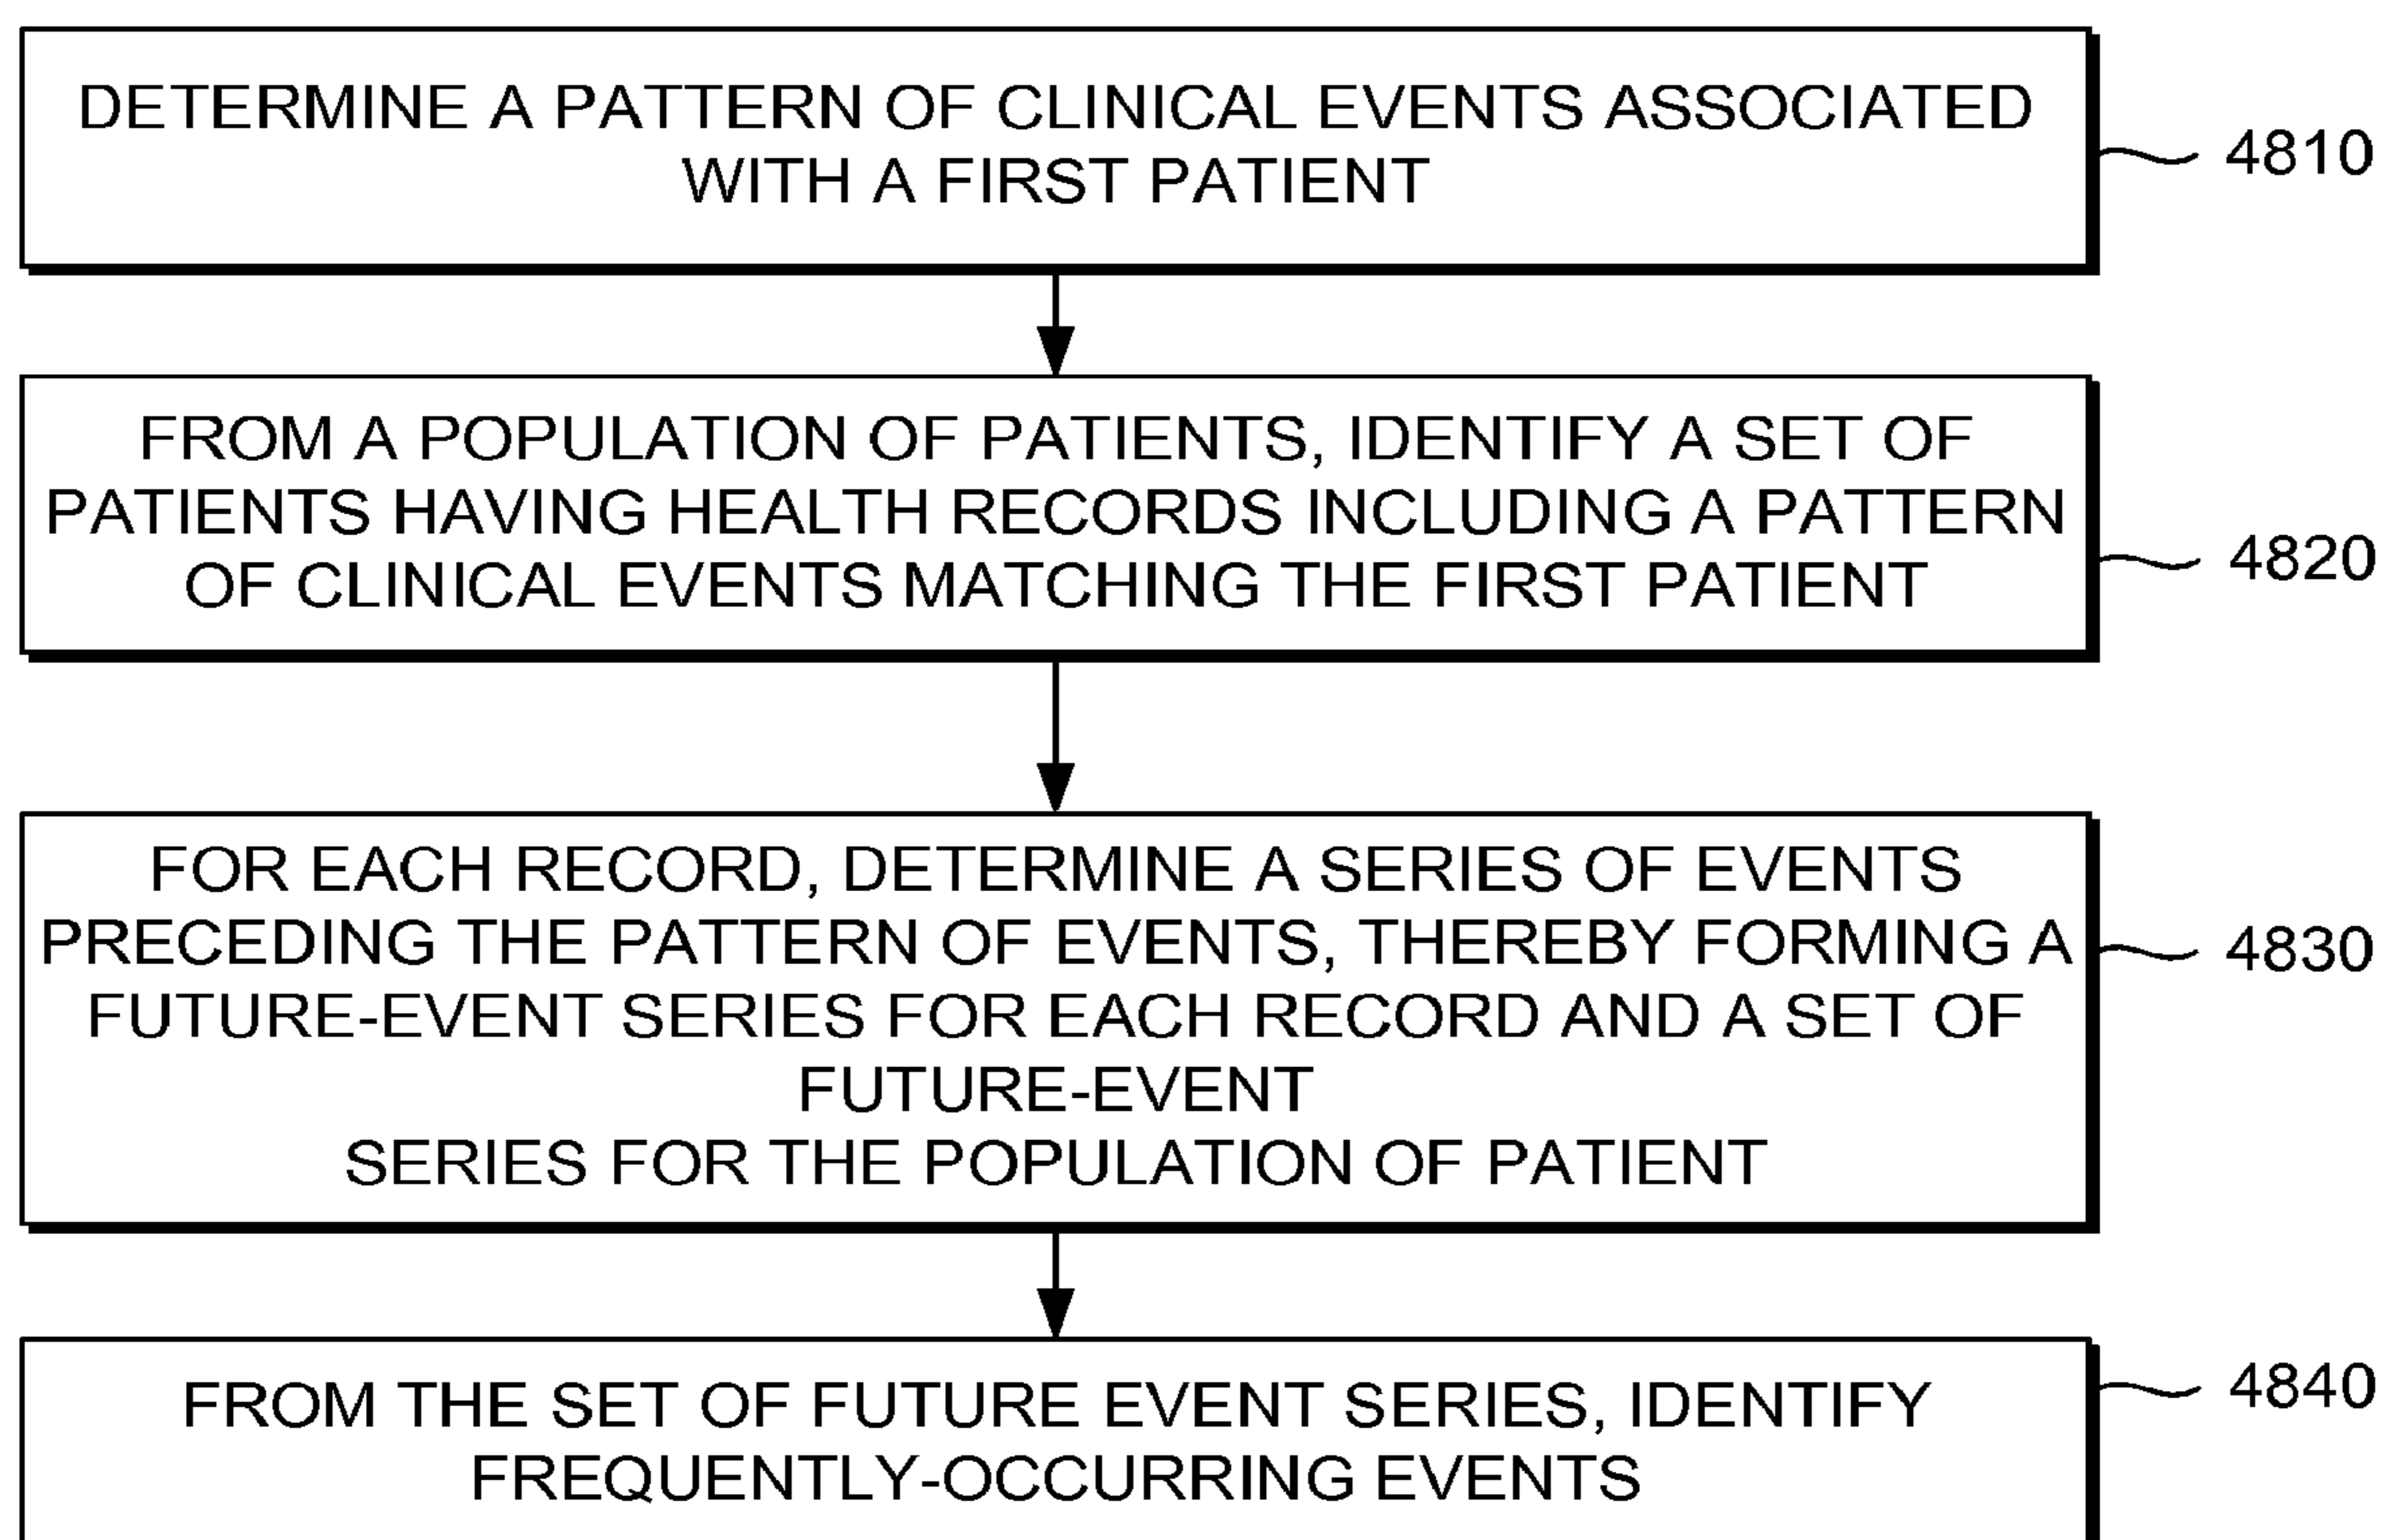 DETERMINE A PATTERN OF CLINICAL EVENTS ASSOCIATED
WITH A FIRST PATIENT
4810
FROM A POPULATION OF PATIENTS, IDENTIFY A SET OF
PATIENTS HAVING HEALTH RECORDS INCLUDING A PATTERN
OF CLINICAL EVENTS MATCHING THE FIRST PATIENT
4820
FOR EACH RECORD, DETERMINE A SERIES OF EVENTS
PRECEDING THE PATTERN OF EVENTS, THEREBY FORMING A
FUTURE-EVENT SERIES FOR EACH RECORD AND A SET OF
FUTURE-EVENT
SERIES FOR THE POPULATION OF PATIENT
4830
FROM THE SET OF FUTURE EVENT SERIES, IDENTIFY
FREQUENTLY-OCCURRING EVENTS
4840